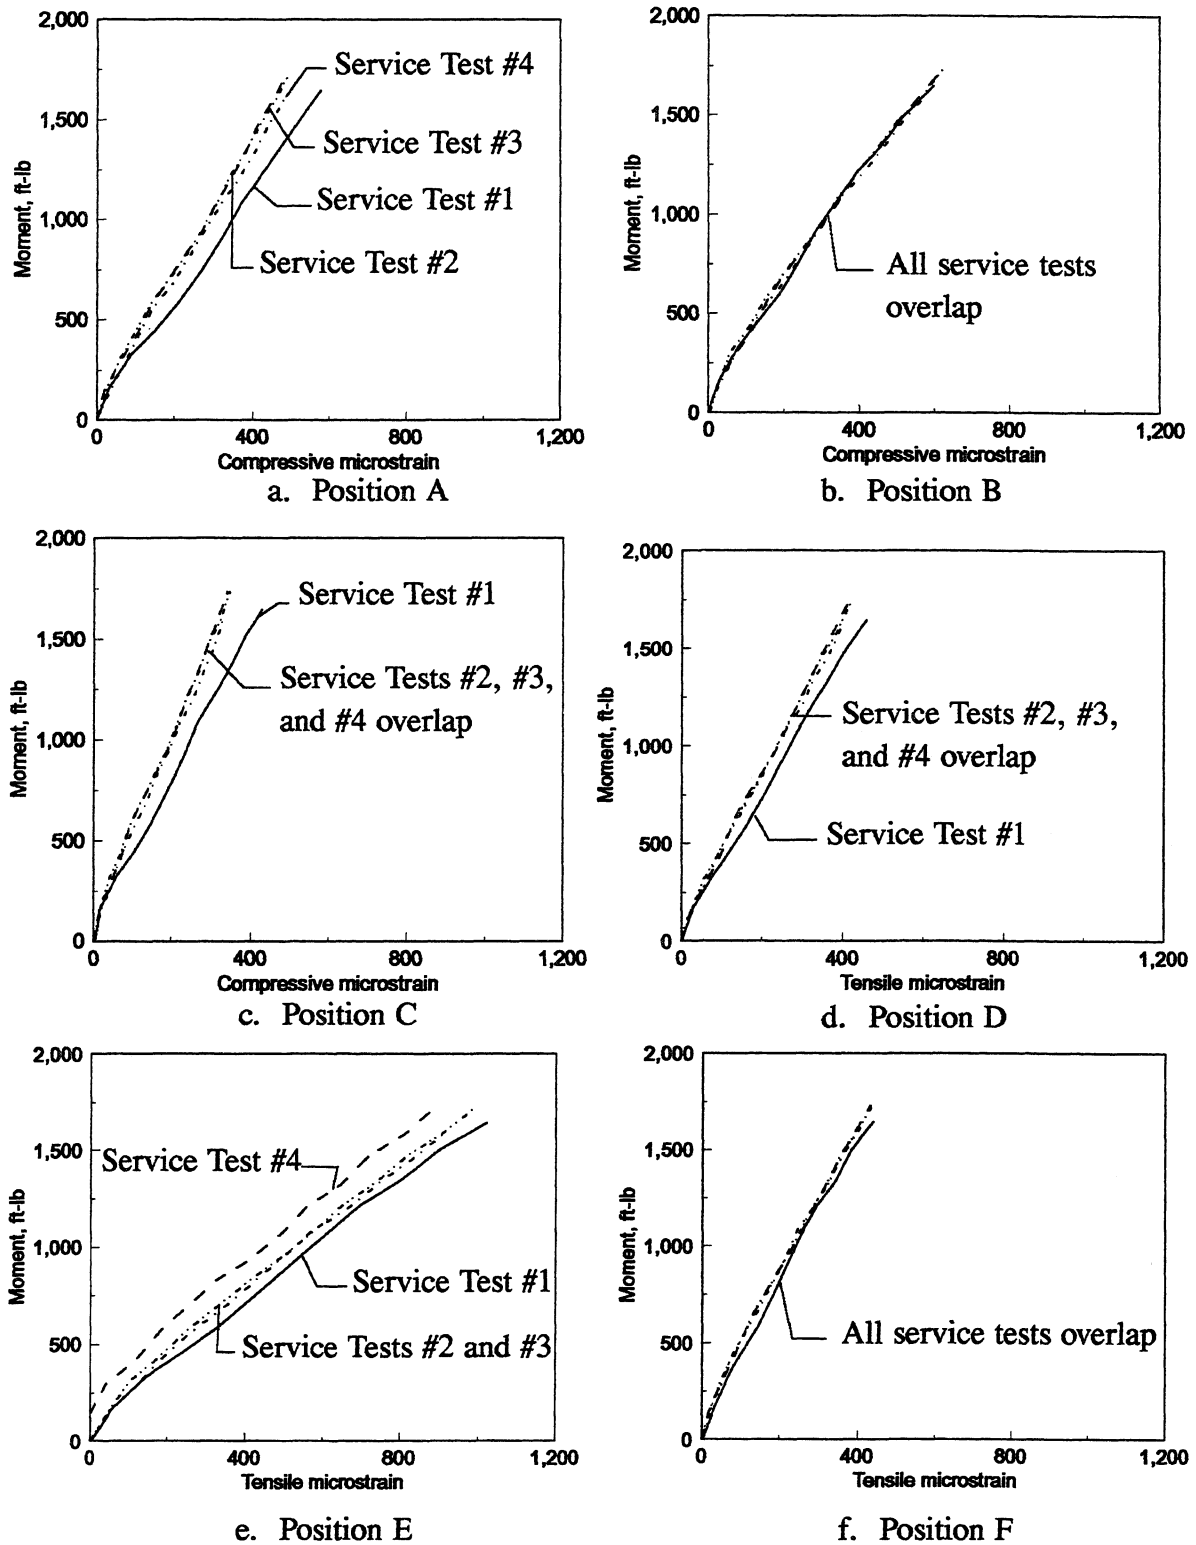 2,000
1,500
1,000
500
0
Moment, ft-lb
Service Test #4
Service Test #3
Service Test #1
Service Test #2
0
400
800
1,200
Compressive microstrain
a. Position A
2,000
1,500
1,000
500
0
Moment, ft-lb
All service tests
overlap
0
400
800
1,200
Compressive microstrain
b. Position B
2,000
1,500
1,000
500
0
Moment, ft-lb
Service Test #1
Service Tests #2, #3,
and #4 overlap
0
400
800
1,200
Compressive microstrain
c. Position C
2,000
1,500
1,000
500
0
Moment, ft-lb
Service Tests #2, #3,
and #4 overlap
Service Test #1
0
400
800
1,200
Tensile microstrain
d. Position D
2,000
1,500
1,000
500
0
Moment, ft-lb
Service Test #4
Service Test #1
Service Tests #2 and #3
0
400
800
1,200
Tensile microstrain
e. Position E
2,000
1,500
1,000
500
0
Moment, ft-lb
All service tests overlap
0
400
800
1,200
Tensile microstrain
f. Position F